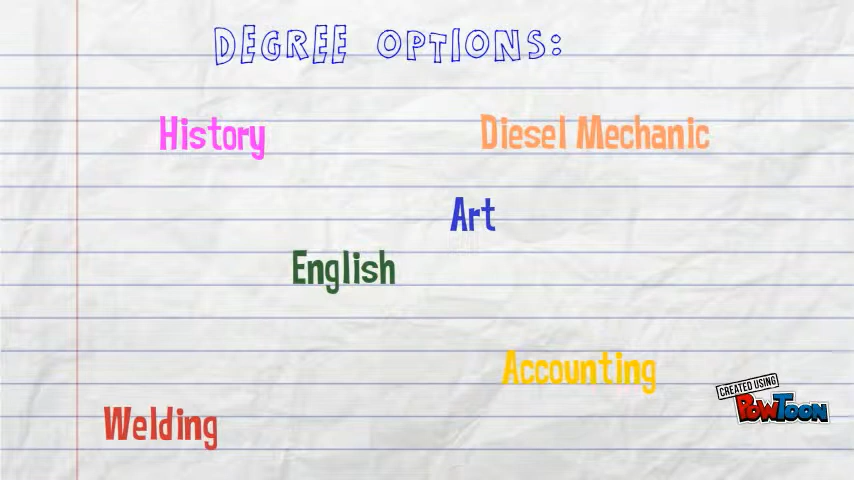 DEGREE OPTIONS:
History
Diesel Mechanic
Art
English
Accounting
Welding
CREATED USING
POWTOON